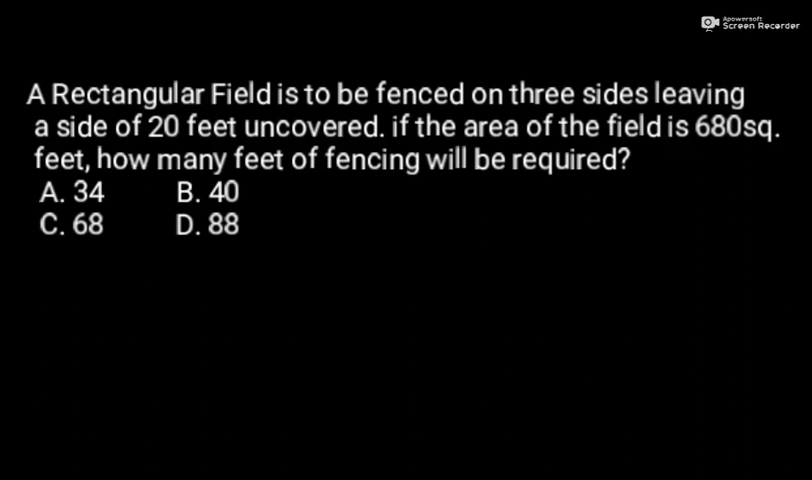 Apowersoft
Screen Recorder
A Rectangular Field is to be fenced on three sides leaving
a side of 20 feet uncovered. if the area of the field is 680sq.
feet, how many feet of fencing will be required?
A. 34 B. 40
C. 68 D. 88